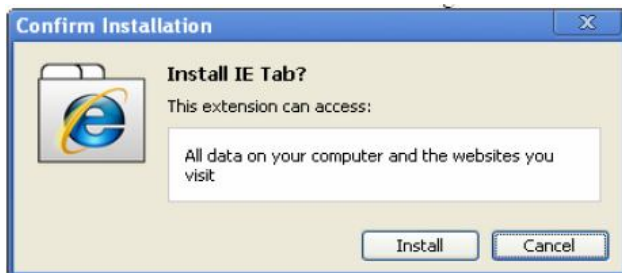 Confirm Installation
Install IE Tab?
This extension can access:
All data on your computer and the websites you
visit
Install
Cancel